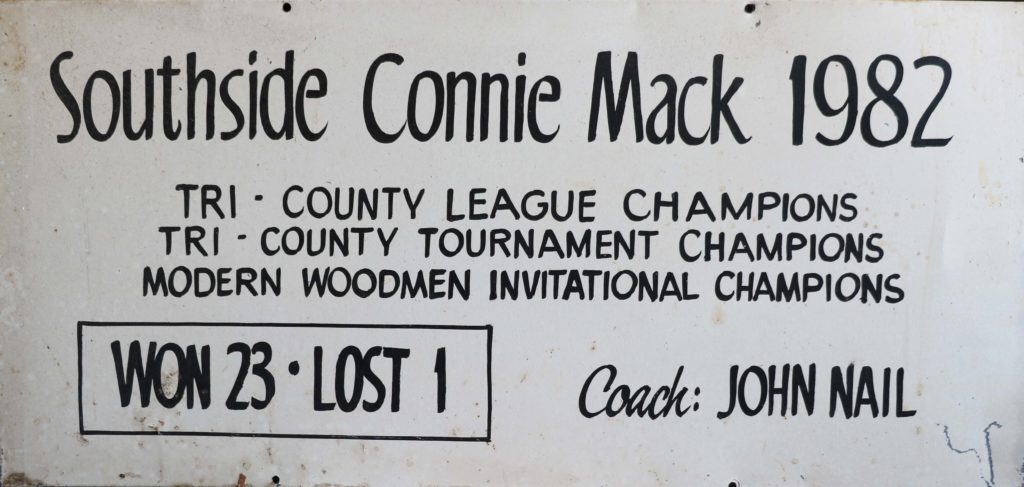 Southside Connie Mack 1982
TRI - COUNTY LEAGUE CHAMPIONS
TRI - COUNTY TOURNAMENT CHAMPIONS
MODERN WOODMEN INVITATIONAL CHAMPIONS
WON 23 · LOST 1
Coach: JOHN NAIL